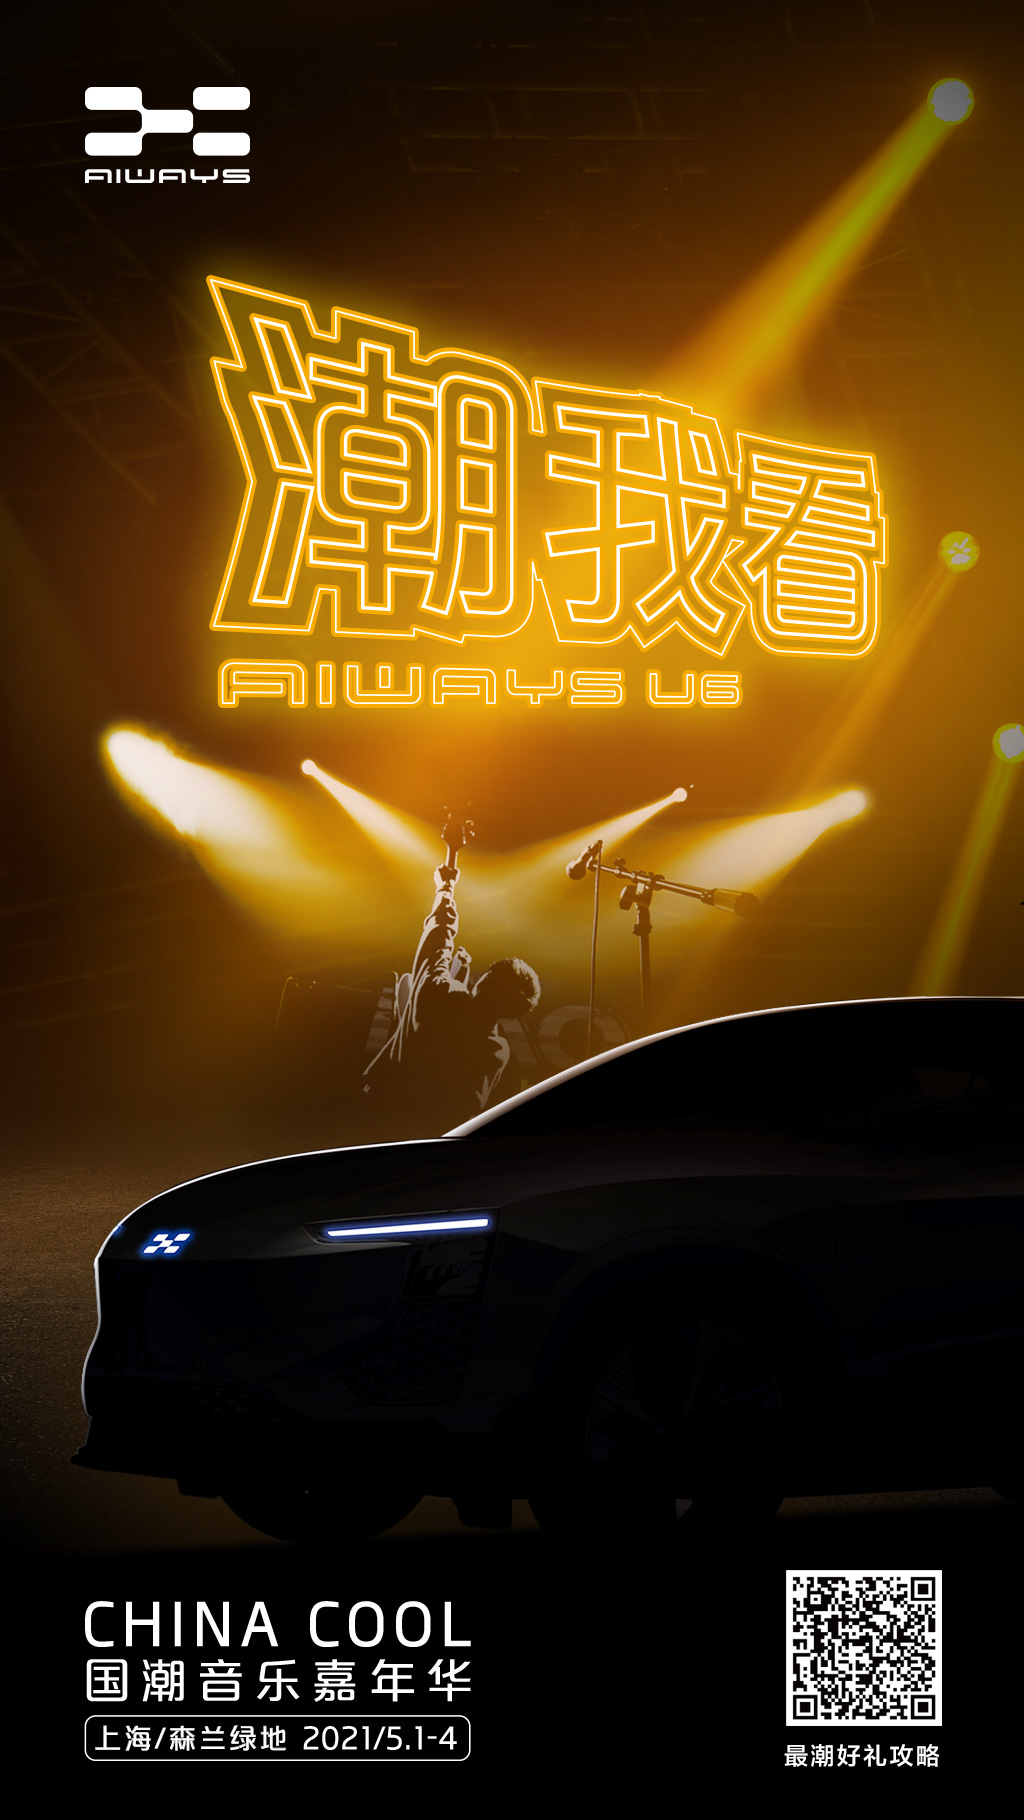 AIWAYS
潮我看
AIWAYS U6
CHINA COOL
国潮音乐嘉年华
上海/森兰绿地 2021/5.1-4
最潮好礼攻略